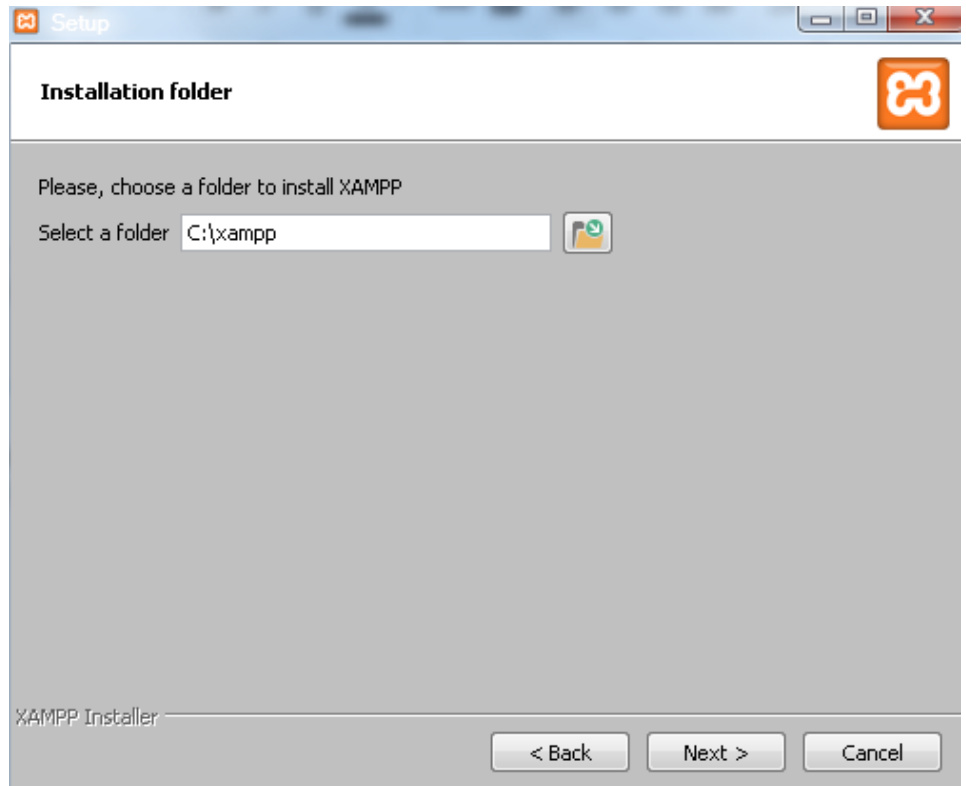 Setup
Installation folder
Please, choose a folder to install XAMPP
Select a folder C:\xampp
XAMPP Installer
< Back Next > Cancel